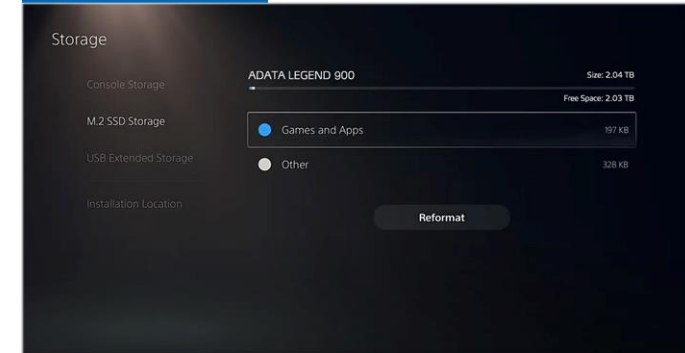 Storage
Console Storage
M.2 SSD Storage
USB Extended Storage
Installation Location
ADATA LEGEND 900
Size: 2.04 TB
Free Space: 2.03 TB
Games and Apps
197 KB
Other
328 KB
Reformat